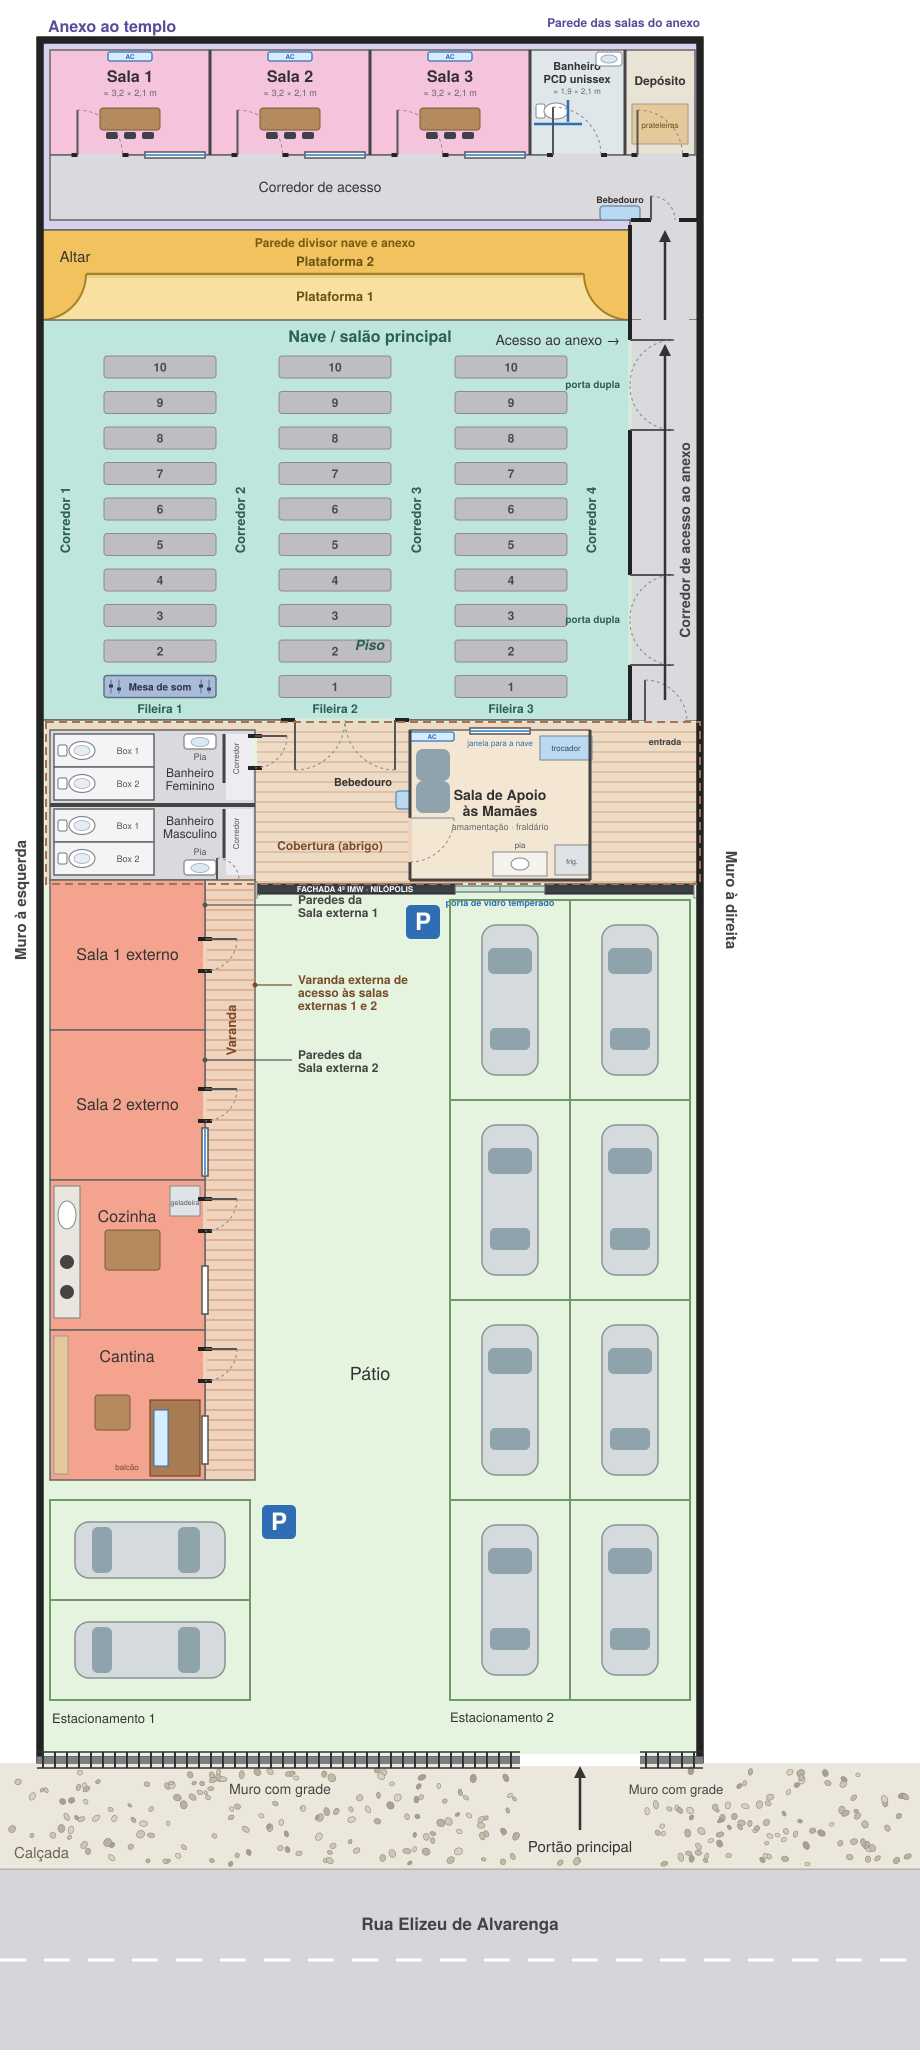 Anexo ao templo
Parede das salas do anexo
AC
AC
AC
Sala 1
≈ 3,2 × 2,1 m
Sala 2
≈ 3,2 × 2,1 m
Sala 3
≈ 3,2 × 2,1 m
Banheiro
PCD unissex
≈ 1,9 × 2,1 m
Depósito
prateleiras
Corredor de acesso
Bebedouro
Parede divisor nave e anexo
Altar
Plataforma 2
Plataforma 1
Nave / salão principal
Acesso ao anexo →
10
10
10
porta dupla
9
9
9
8
8
8
7
7
7
6
6
6
Corredor 1
Corredor 2
Corredor 3
Corredor 4
Corredor de acesso ao anexo
5
5
5
4
4
4
3
3
3
porta dupla
2
2
Piso
2
Mesa de som
1
1
Fileira 1
Fileira 2
Fileira 3
Box 1
Pia
Banheiro
Feminino
Box 2
Corredor
AC
janela para a nave
trocador
entrada
Bebedouro
Sala de Apoio
às Mamães
amamentação · fraldário
pia
frig.
Box 1
Banheiro
Masculino
Pia
Box 2
Corredor
Cobertura (abrigo)
FACHADA 4ª IMW · NILÓPOLIS
porta de vidro temperado
Muro à esquerda
Muro à direita
Paredes da
Sala externa 1
P
Sala 1 externo
Varanda externa de
acesso às salas
externas 1 e 2
Varanda
Paredes da
Sala externa 2
Sala 2 externo
geladeira
Cozinha
Cantina
balcão
Pátio
P
Estacionamento 1
Estacionamento 2
Muro com grade
Muro com grade
Portão principal
Calçada
Rua Elizeu de Alvarenga